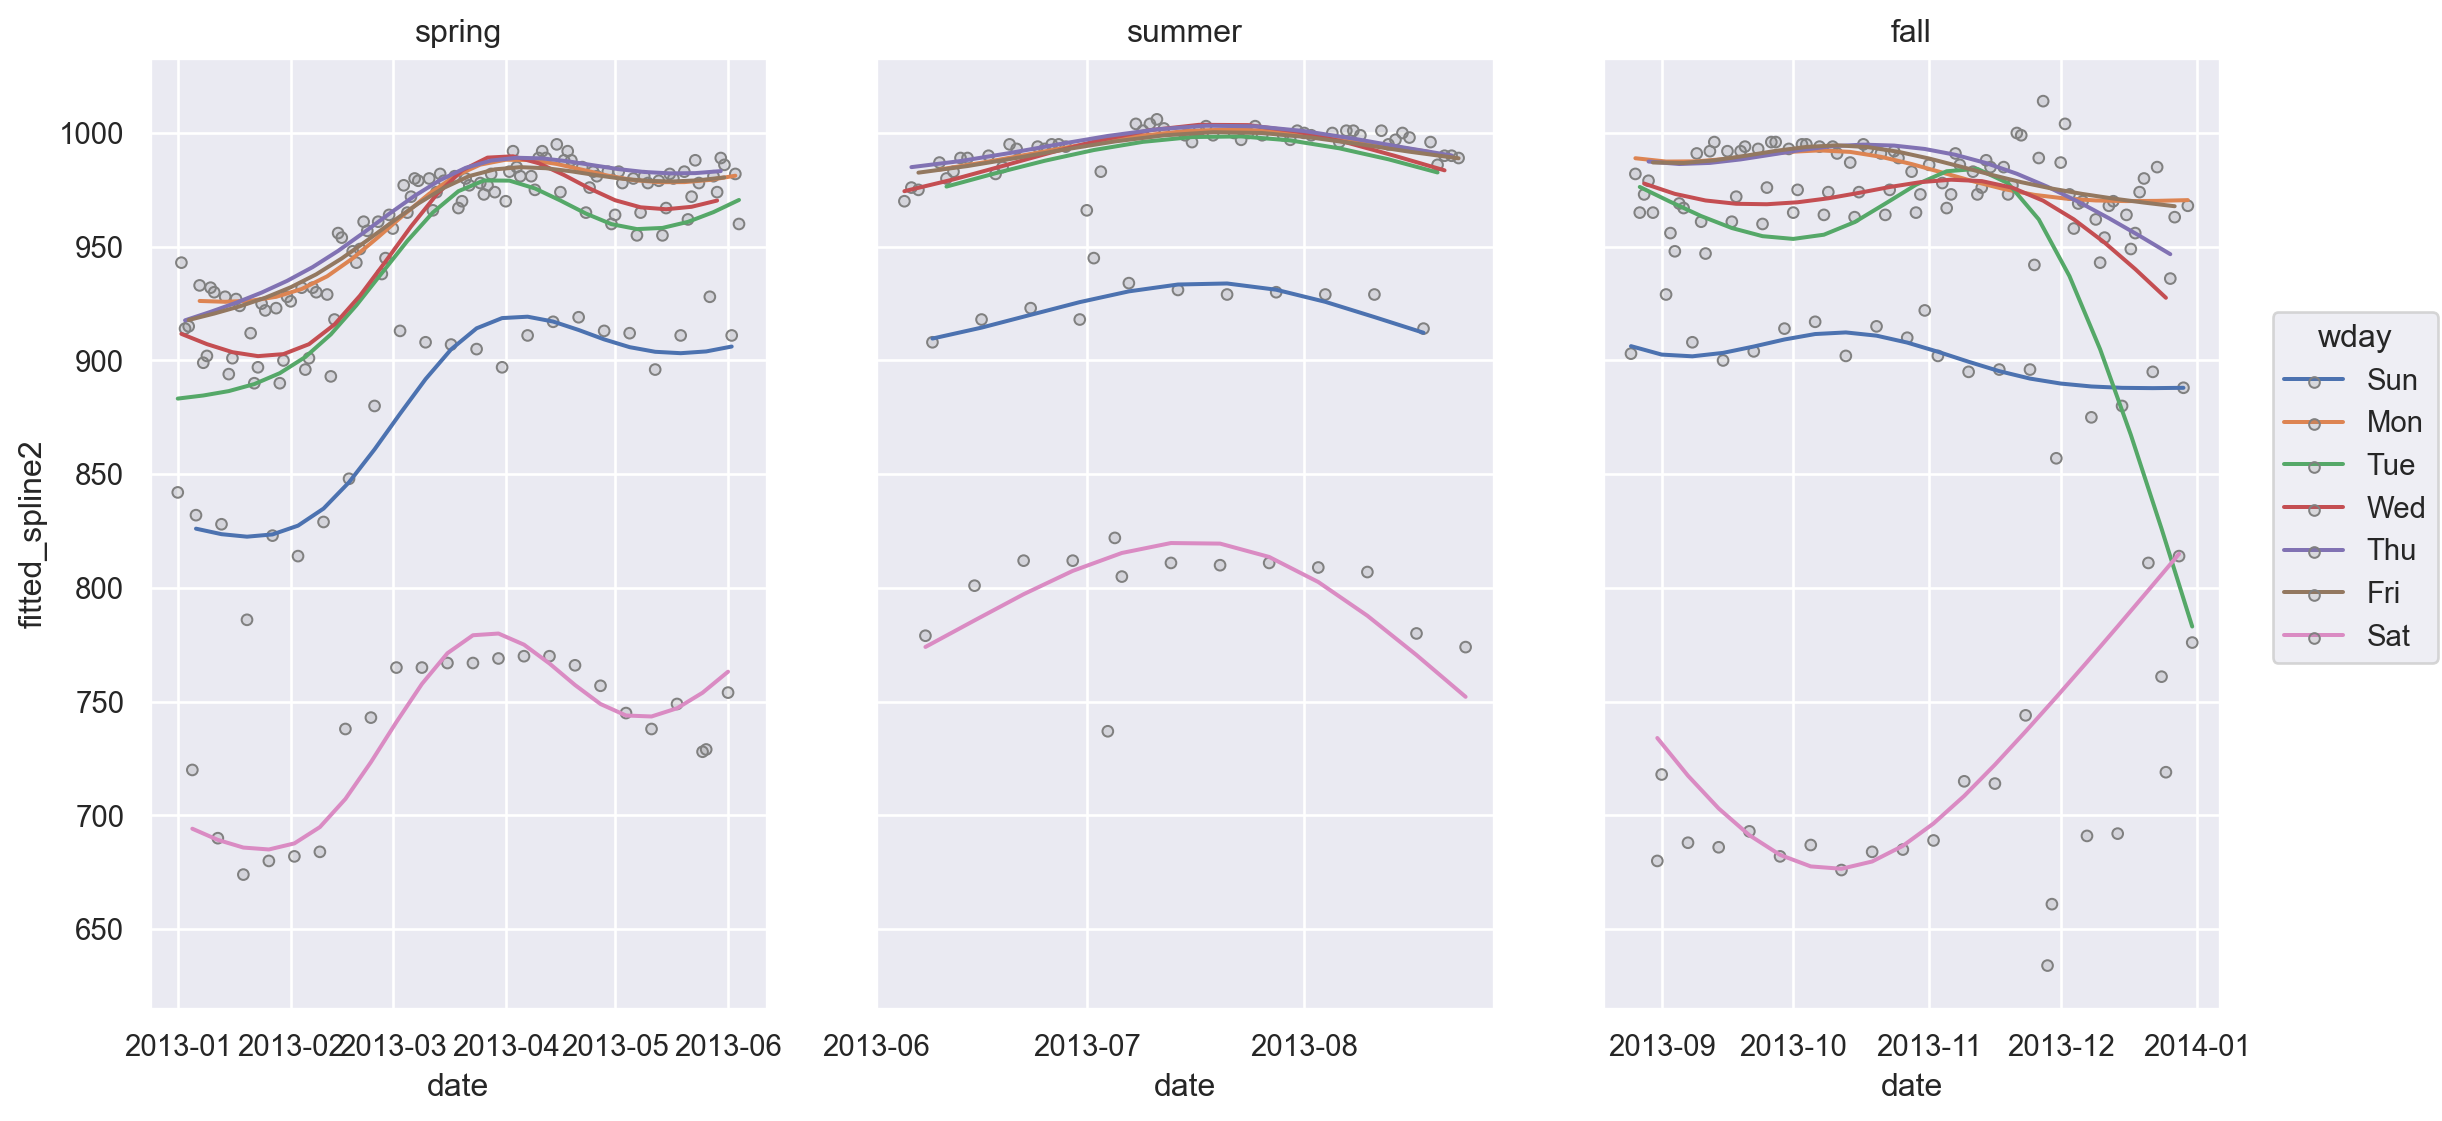 spring summer fall
1000
950
900
850
800
750
700
650
fitted_spline2
2013-01 2013-02 2013-03 2013-04 2013-05 2013-06
2013-06 2013-07 2013-08
2013-09 2013-10 2013-11 2013-12 2014-01
date date date
wday
Sun
Mon
Tue
Wed
Thu
Fri
Sat